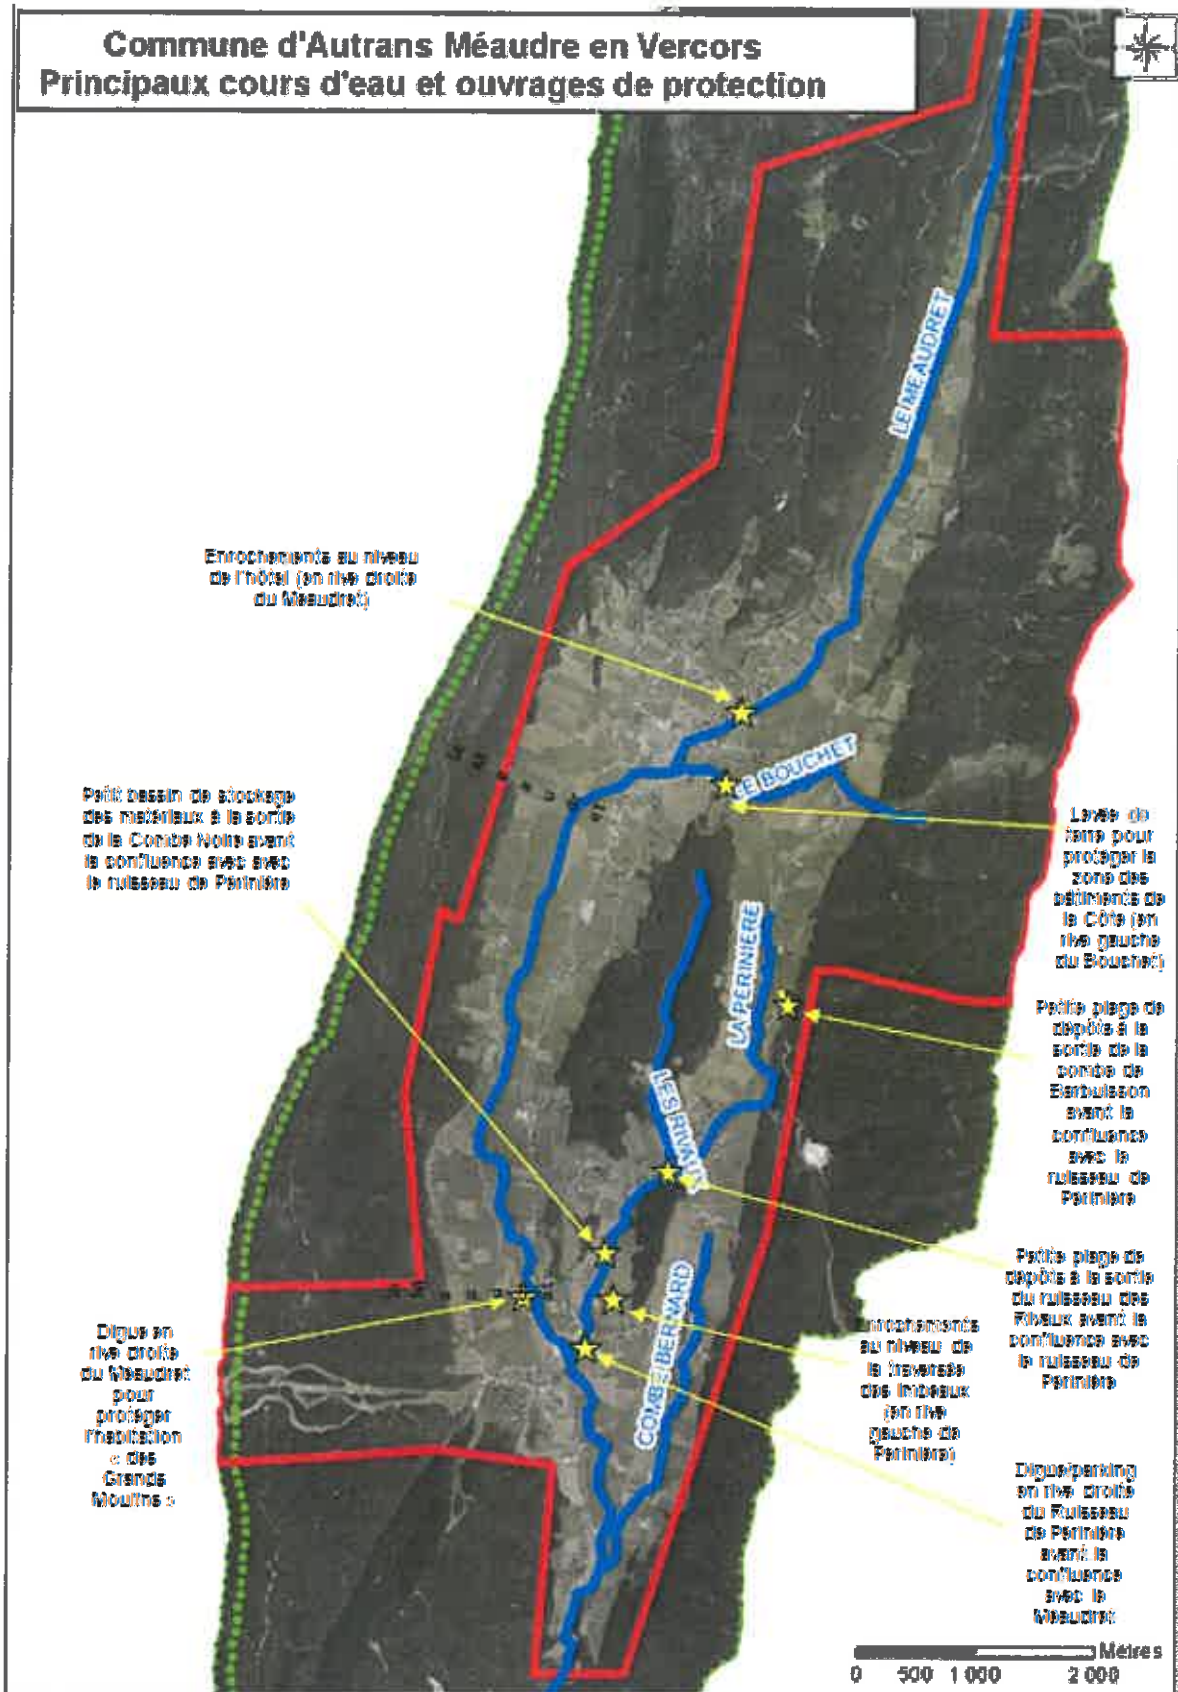 Commune d'Autrans Méaudre en Vercors
Principaux cours d'eau et ouvrages de protection
LE MEAUDRET
Enrochements au niveau
de l'hôtel (en rive droite
du Meaudret)
LE BOUCHET
Petit bassin de stockage
des matériaux à la sortie
de la Combe Noire avant
la confluence avec avec
le ruisseau de Périnière
Levée de
terre pour
protéger la
zone des
bâtiments de
la Côte (en
rive gauche
du Bouchet)
LA PÉRINIÈRE
Petite plage de
dépôts à la
sortie de la
combe de
Barbuisson
avant la
confluence
avec le
ruisseau de
Périnière
LES RIVAUX
Petite plage de
dépôts à la sortie
du ruisseau des
Rivaux avant la
confluence avec
le ruisseau de
Périnière
COMBE BERNARD
Digue en
rive droite
du Méaudret
pour
protéger
l'habitation
« des
Grands
Moulins »
Enrochements
au niveau de
la traversée
des Imbeaux
(en rive
gauche de
Périnière)
Digue/parking
en rive droite
du Ruisseau
de Périnière
avant la
confluence
avec le
Méaudret
Mètres
0 500 1 000 2 000